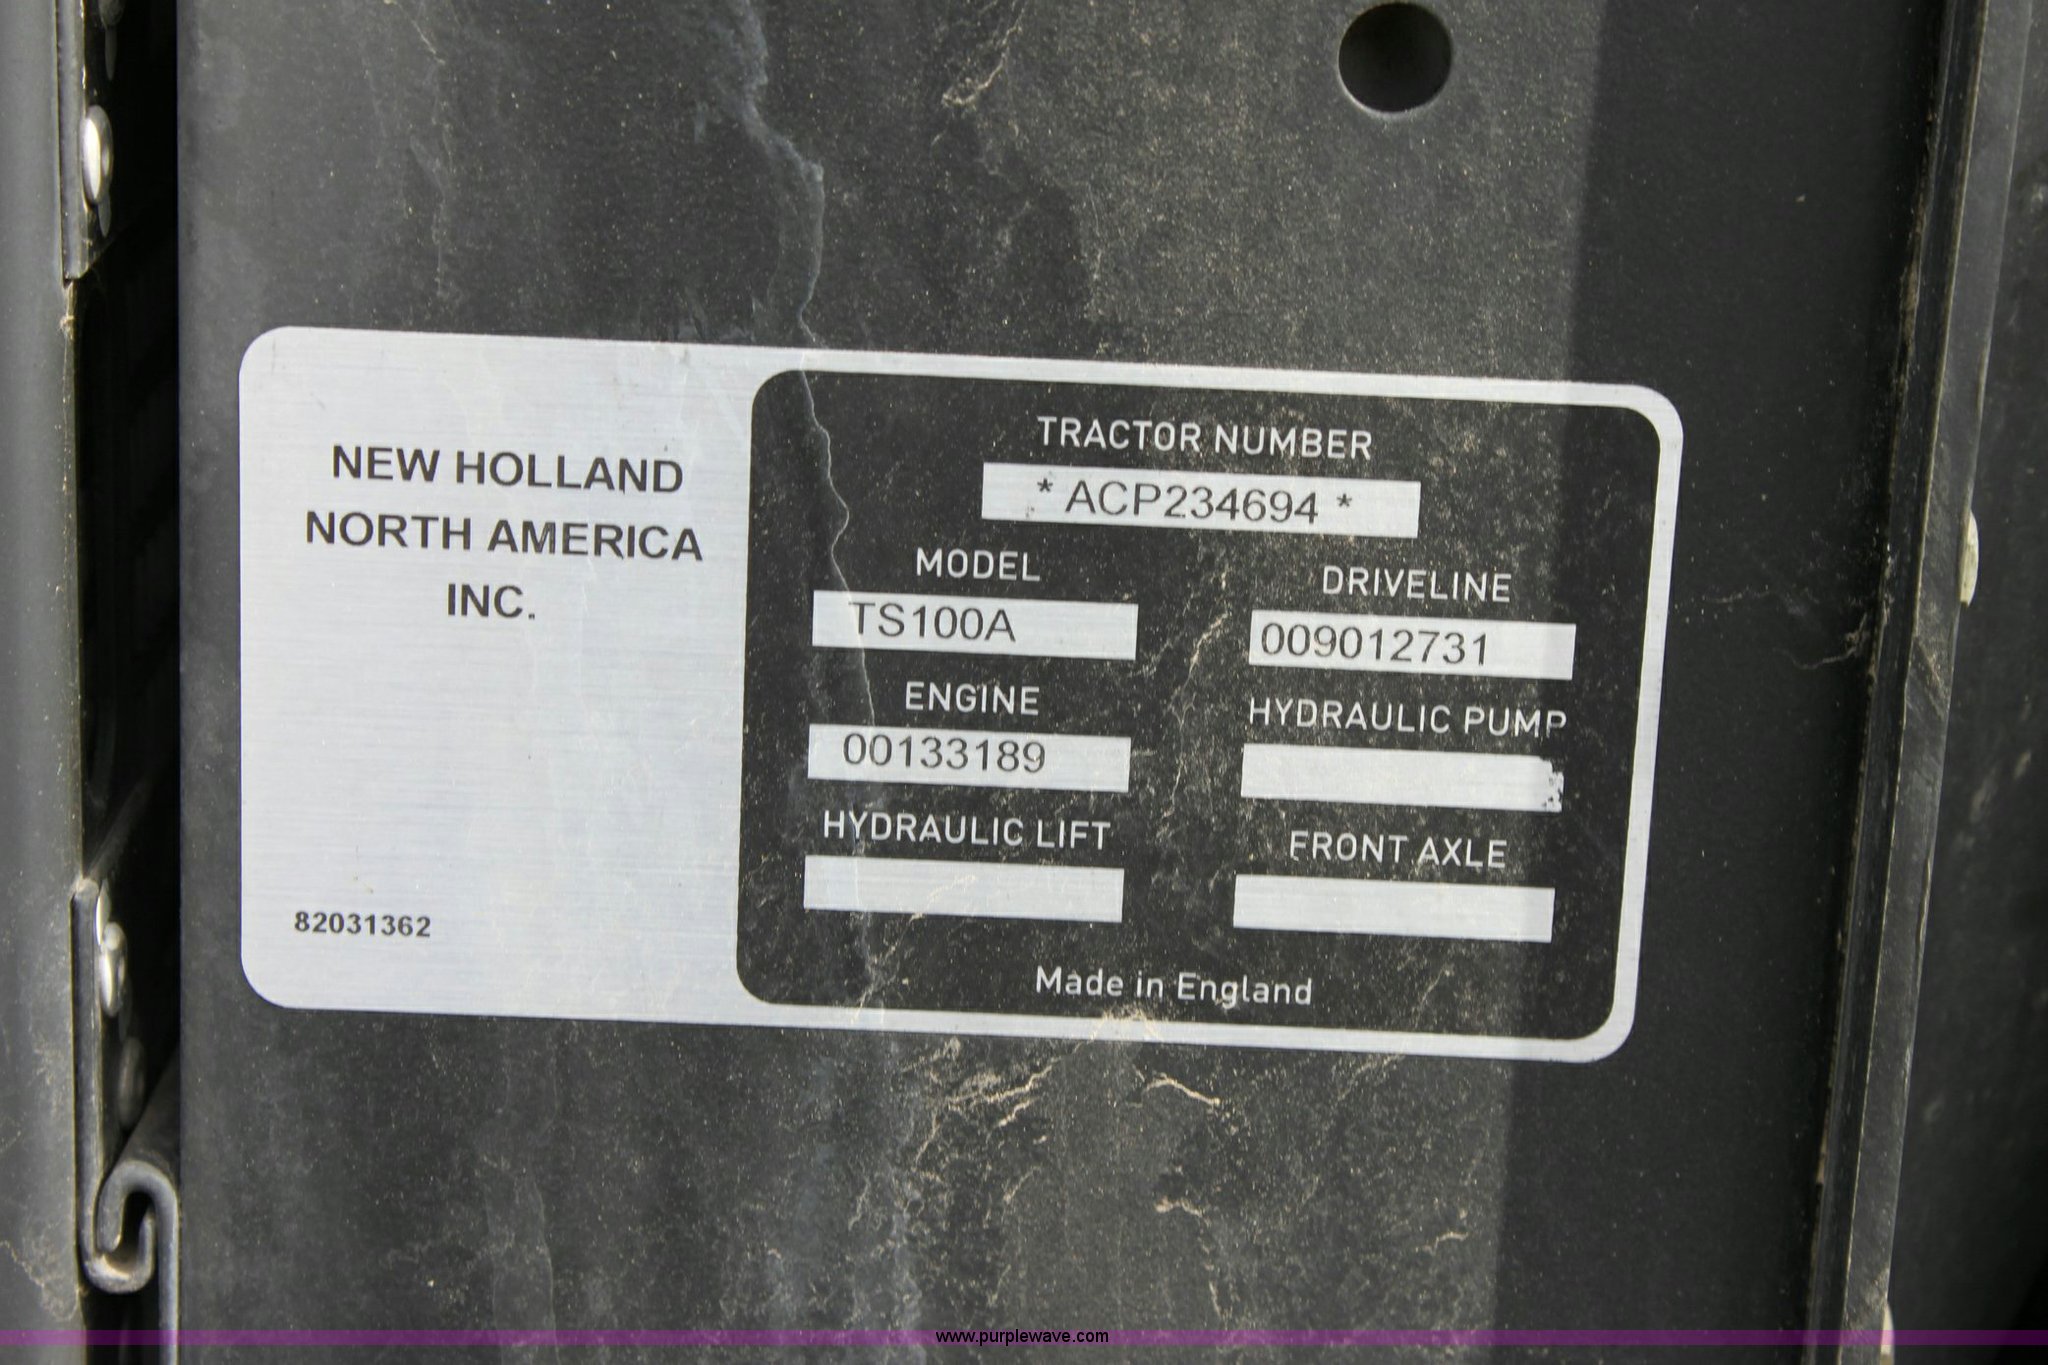 NEW HOLLAND
NORTH AMERICA
INC.
82031362
TRACTOR NUMBER
* ACP234694 *
MODEL
TS100A
DRIVELINE
009012731
ENGINE
00133189
HYDRAULIC PUMP
HYDRAULIC LIFT
FRONT AXLE
Made in England
www.purplewave.com